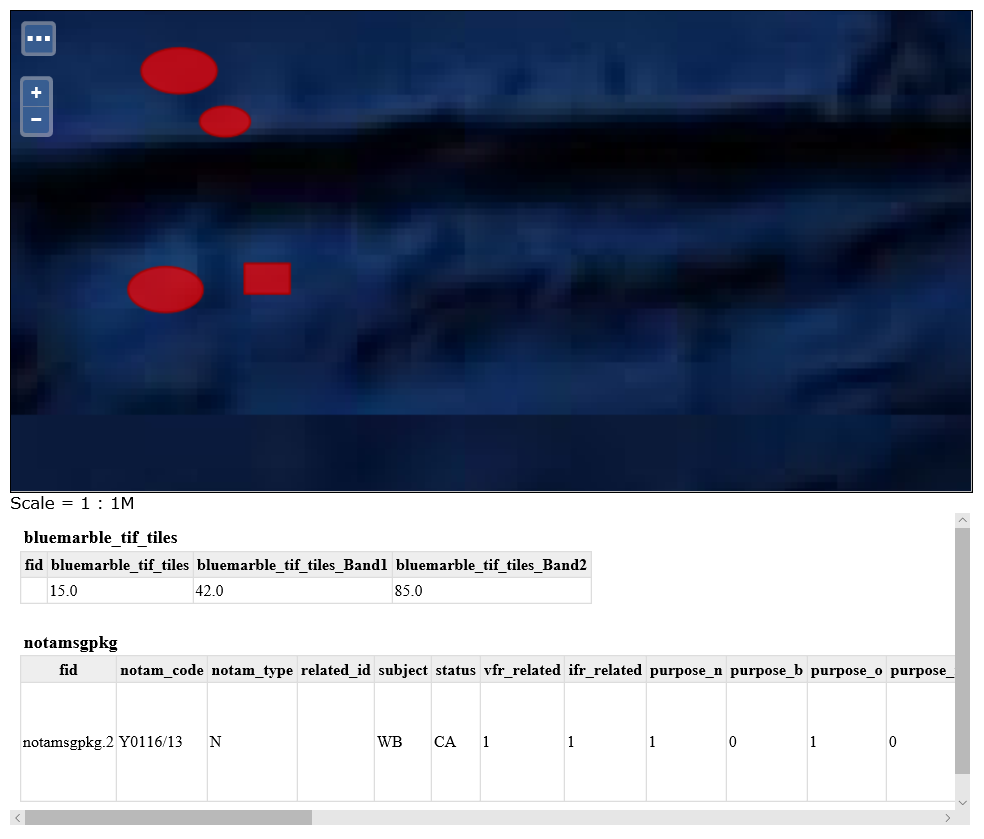 ...
+
−
Scale = 1 : 1M
bluemarble_tif_tiles
fid bluemarble_tif_tiles bluemarble_tif_tiles_Band1 bluemarble_tif_tiles_Band2
15.0 42.0 85.0
notamsgpkg
fid notam_code notam_type related_id subject status vfr_related ifr_related purpose_n purpose_b purpose_o purpose_
notamsgpkg.2 Y0116/13 N WB CA 1 1 1 0 1 0